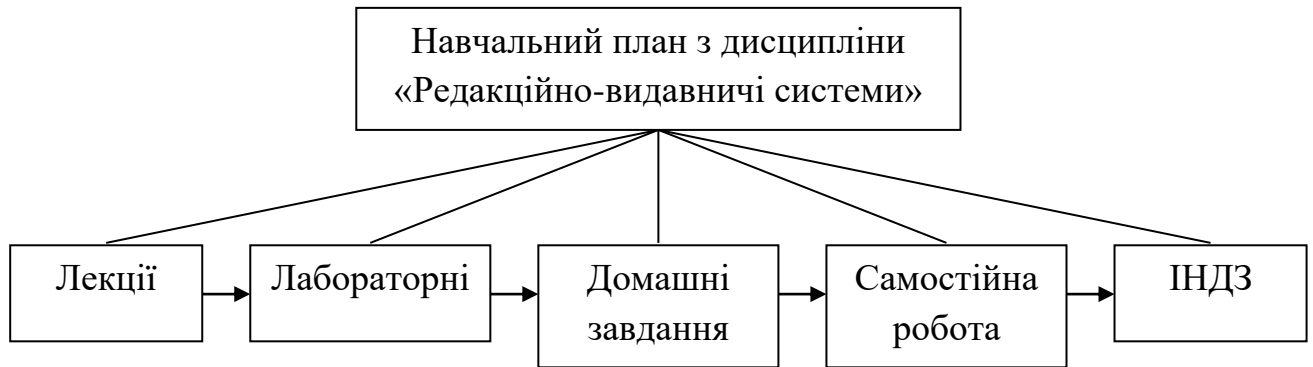 Навчальний план з дисципліни
«Редакційно-видавничі системи»
Лекції
Лабораторні
Домашні
завдання
Самостійна
робота
ІНДЗ